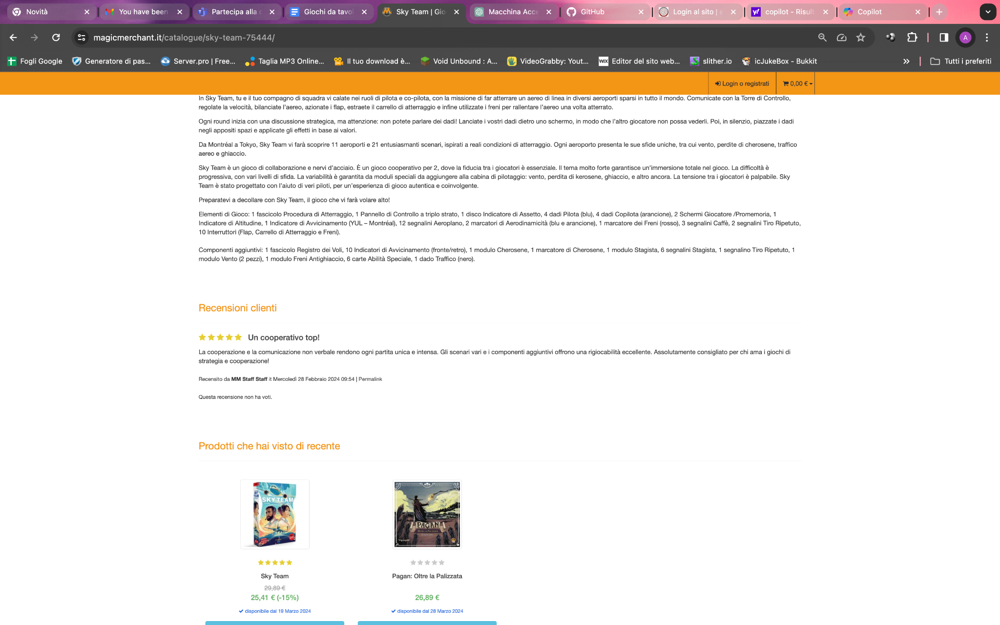 Novità
You have been
Partecipa alla
Giochi da tavol
Sky Team | Gio
Macchina Acce
GitHub
Login al sito |
copilot - Risult
Copilot
magicmerchant.it/catalogue/sky-team-75444/
A
Fogli Google
Generatore di pas...
Server.pro | Free...
Taglia MP3 Online...
Il tuo download è...
Void Unbound : A...
VideoGrabby: Yout...
WIX Editor del sito web...
slither.io
icJukeBox - Bukkit
Tutti i preferiti
Login o registrati
0,00 €
In Sky Team, tu e il tuo compagno di squadra vi calate nei ruoli di pilota e co-pilota, con la missione di far atterrare un aereo di linea in diversi aeroporti sparsi in tutto il mondo. Comunicate con la Torre di Controllo,
regolate la velocità, bilanciate l'aereo, azionate i flap, estraete il carrello di atterraggio e infine utilizzate i freni per rallentare l'aereo una volta atterrato.
Ogni round inizia con una discussione strategica, ma attenzione: non potete parlare dei dadi! Lanciate i vostri dadi dietro uno schermo, in modo che l'altro giocatore non possa vederli. Poi, in silenzio, piazzate i dadi
negli appositi spazi e applicate gli effetti in base ai valori.
Da Montréal a Tokyo, Sky Team vi farà scoprire 11 aeroporti e 21 entusiasmanti scenari, ispirati a reali condizioni di atterraggio. Ogni aeroporto presenta le sue sfide uniche, tra cui vento, perdite di cherosene, traffico
aereo e ghiaccio.
Sky Team è un gioco di collaborazione e nervi d'acciaio. È un gioco cooperativo per 2, dove la fiducia tra i giocatori è essenziale. Il tema molto forte garantisce un'immersione totale nel gioco. La difficoltà è
progressiva, con vari livelli di sfida. La variabilità è garantita da moduli speciali da aggiungere alla cabina di pilotaggio: vento, perdita di kerosene, ghiaccio, e altro ancora. La tensione tra i giocatori è palpabile. Sky
Team è stato progettato con l'aiuto di veri piloti, per un'esperienza di gioco autentica e coinvolgente.
Preparatevi a decollare con Sky Team, il gioco che vi farà volare alto!
Elementi di Gioco: 1 fascicolo Procedura di Atterraggio, 1 Pannello di Controllo a triplo strato, 1 disco Indicatore di Assetto, 4 dadi Pilota (blu), 4 dadi Copilota (arancione), 2 Schermi Giocatore /Promemoria, 1
Indicatore di Altitudine, 1 Indicatore di Avvicinamento (YUL – Montréal), 12 segnalini Aeroplano, 2 marcatori di Aerodinamicità (blu e arancione), 1 marcatore dei Freni (rosso), 3 segnalini Caffè, 2 segnalini Tiro Ripetuto,
10 Interruttori (Flap, Carrello di Atterraggio e Freni).
Componenti aggiuntivi: 1 fascicolo Registro dei Voli, 10 Indicatori di Avvicinamento (fronte/retro), 1 modulo Cherosene, 1 marcatore di Cherosene, 1 modulo Stagista, 6 segnalini Stagista, 1 segnalino Tiro Ripetuto, 1
modulo Vento (2 pezzi), 1 modulo Freni Antighiaccio, 6 carte Abilità Speciale, 1 dado Traffico (nero).
Recensioni clienti
Un cooperativo top!
La cooperazione e la comunicazione non verbale rendono ogni partita unica e intensa. Gli scenari vari e i componenti aggiuntivi offrono una rigiocabilità eccellente. Assolutamente consigliato per chi ama i giochi di
strategia e cooperazione!
Recensito da MM Staff Staff it Mercoledì 28 Febbraio 2024 09:54 | Permalink
Questa recensione non ha voti.
Prodotti che hai visto di recente
SKY TEAM
PAGAN
OLTRE LA PALIZZATA
Sky Team
29,89 €
25,41 € (-15%)
disponibile dal 19 Marzo 2024
Pagan: Oltre la Palizzata
26,89 €
disponibile dal 28 Marzo 2024